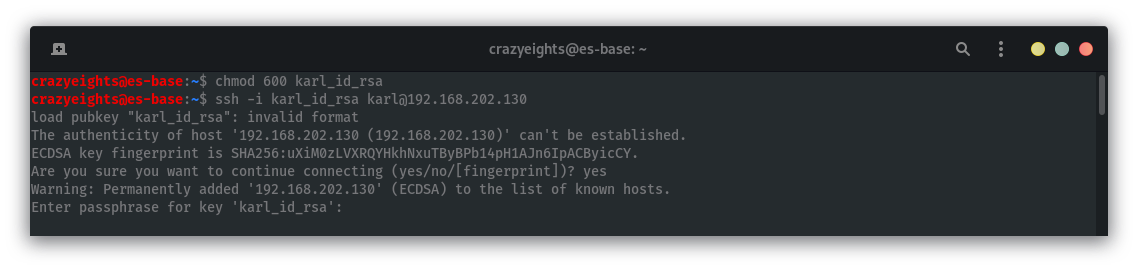 crazyeights@es-base: ~
crazyeights@es-base:~$ chmod 600 karl_id_rsa
crazyeights@es-base:~$ ssh -i karl_id_rsa karl@192.168.202.130
load pubkey "karl_id_rsa": invalid format
The authenticity of host '192.168.202.130 (192.168.202.130)' can't be established.
ECDSA key fingerprint is SHA256:uXiM0zLVXRQYHkhNxuTByBPb14pH1AJn6IpACByicCY.
Are you sure you want to continue connecting (yes/no/[fingerprint])? yes
Warning: Permanently added '192.168.202.130' (ECDSA) to the list of known hosts.
Enter passphrase for key 'karl_id_rsa':